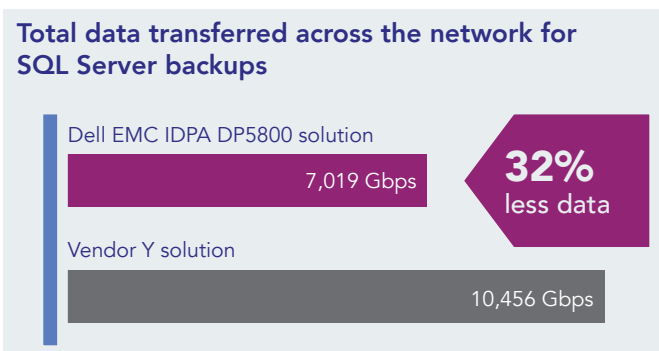 Total data transferred across the network for
SQL Server backups
Dell EMC IDPA DP5800 solution
7,019 Gbps
32%
less data
Vendor Y solution
10,456 Gbps